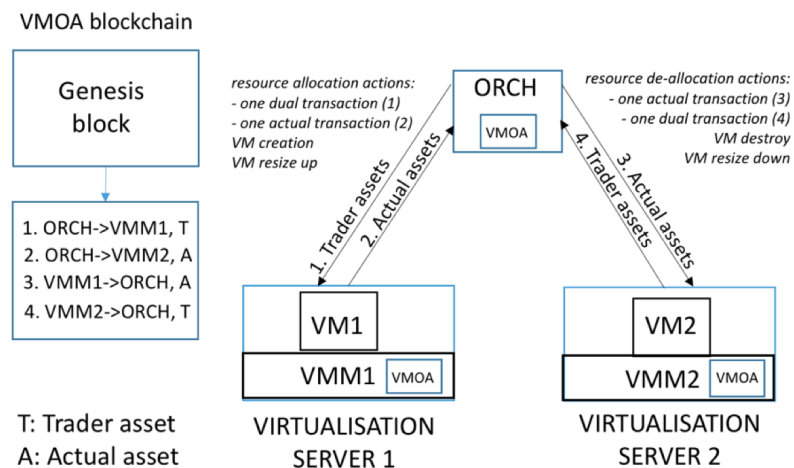 VMOA blockchain
Genesis
block
1. ORCH->VMM1, T
2. ORCH->VMM2, A
3. VMM1->ORCH, A
4. VMM2->ORCH, T
T: Trader asset
A: Actual asset
resource allocation actions:
- one dual transaction (1)
- one actual transaction (2)
VM creation
VM resize up
ORCH
VMOA
resource de-allocation actions:
- one actual transaction (3)
- one dual transaction (4)
VM destroy
VM resize down
1. Trader assets
2. Actual assets
3. Actual assets
4. Trader assets
VM1
VMM1
VMOA
VIRTUALISATION
SERVER 1
VM2
VMM2
VMOA
VIRTUALISATION
SERVER 2